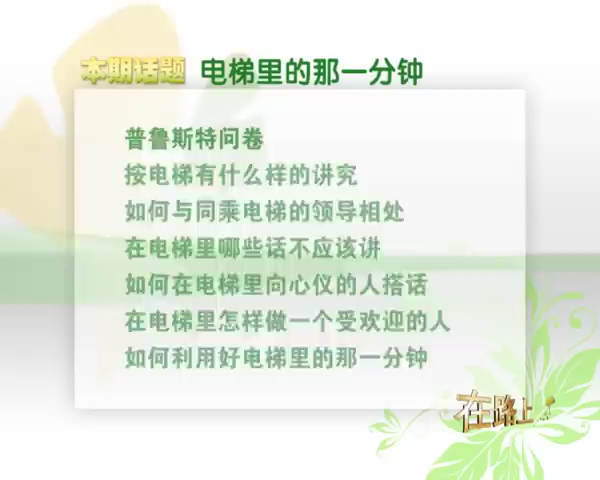 本期话题 电梯里的那一分钟
普鲁斯特问卷
按电梯有什么样的讲究
如何与同乘电梯的领导相处
在电梯里哪些话不应该讲
如何在电梯里向心仪的人搭话
在电梯里怎样做一个受欢迎的人
如何利用好电梯里的那一分钟
在路上